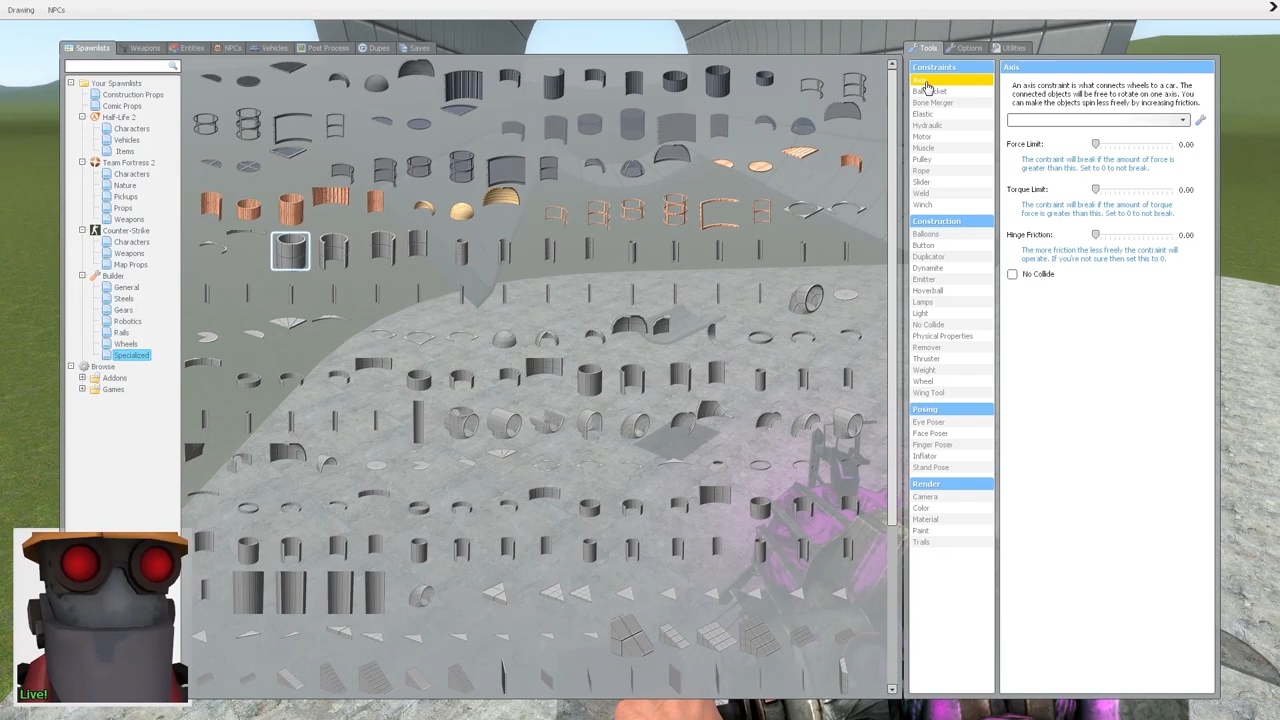 Drawing NPCs
Spawnlists Weapons Entities NPCs Vehicles Post Process Dupes Saves
Your Spawnlists
Construction Props
Comic Props
Half-Life 2
Characters
Vehicles
Items
Team Fortress 2
Characters
Nature
Pickups
Props
Weapons
Counter-Strike
Characters
Weapons
Map Props
Builder
General
Steels
Gears
Robotics
Rails
Wheels
Specialized
Browse
Addons
Games
Live!
Tools Options Utilities
Constraints
Bone Merger
Elastic
Hydraulic
Motor
Muscle
Pulley
Rope
Slider
Weld
Winch
Construction
Balloons
Button
Duplicator
Dynamite
Emitter
Hoverball
Lamps
Light
No Collide
Physical Properties
Remover
Thruster
Weight
Wheel
Wing Tool
Posing
Eye Poser
Face Poser
Finger Poser
Inflator
Stand Pose
Render
Camera
Color
Material
Paint
Trails
Axis
An axis constraint is what connects wheels to a car. The
connected objects will be free to rotate on one axis. You
can make the objects spin less freely by increasing friction.
Force Limit: 0.00
The contraint will break if the amount of force is
greater than this. Set to 0 to not break.
Torque Limit: 0.00
The contraint will break if the amount of torque
force is greater than this. Set to 0 to not break.
Hinge Friction: 0.00
The more friction the less freely the contraint will
operate. If you're not sure then set this to 0.
No Collide